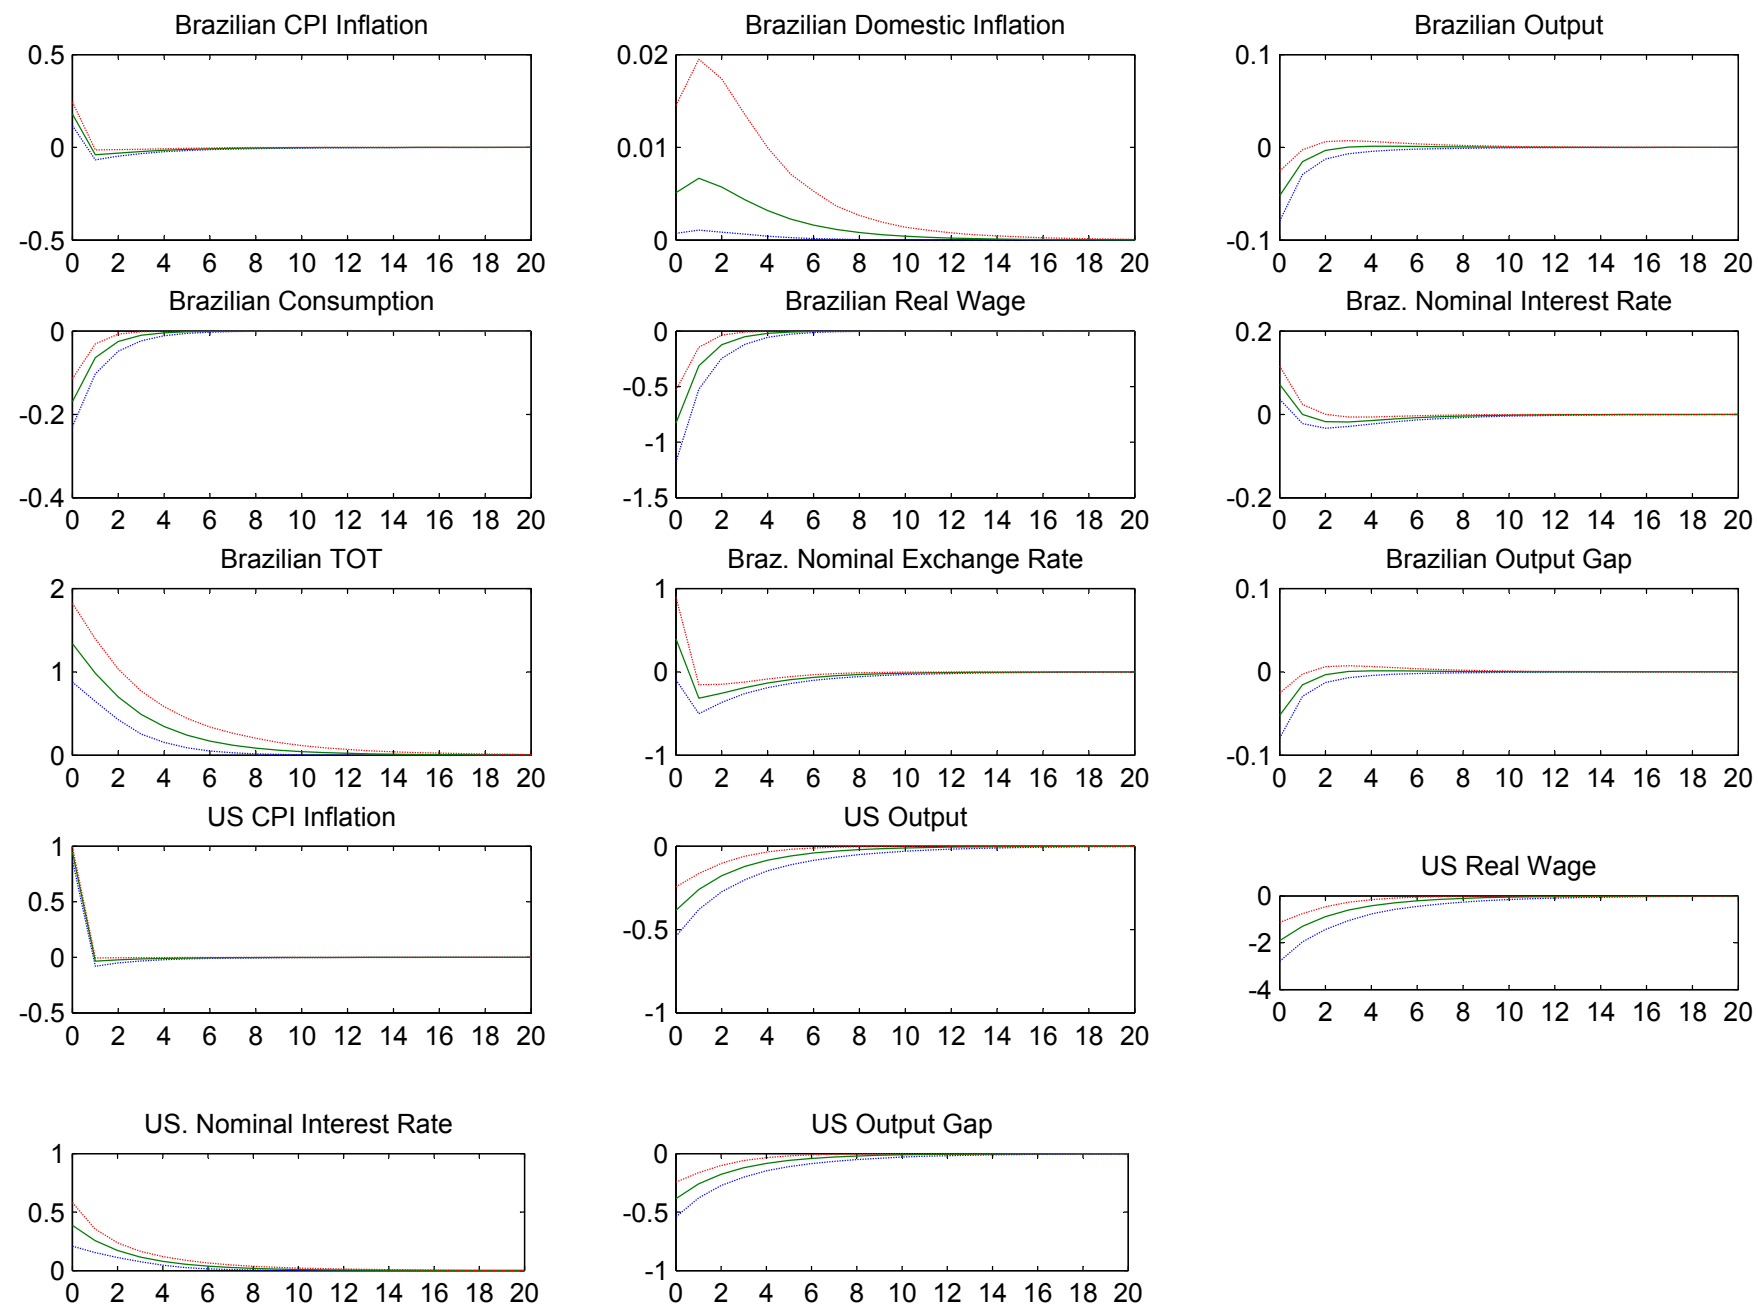 Brazilian CPI Inflation
Brazilian Domestic Inflation
Brazilian Output
0.5
0
-0.5
0 2 4 6 8 10 12 14 16 18 20
0.02
0.01
0
0 2 4 6 8 10 12 14 16 18 20
0.1
0
-0.1
0 2 4 6 8 10 12 14 16 18 20
Brazilian Consumption
Brazilian Real Wage
Braz. Nominal Interest Rate
0
-0.2
-0.4
0 2 4 6 8 10 12 14 16 18 20
0
-0.5
-1
-1.5
0 2 4 6 8 10 12 14 16 18 20
0.2
0
-0.2
0 2 4 6 8 10 12 14 16 18 20
Brazilian TOT
Braz. Nominal Exchange Rate
Brazilian Output Gap
2
1
0
0 2 4 6 8 10 12 14 16 18 20
1
0
-1
0 2 4 6 8 10 12 14 16 18 20
0.1
0
-0.1
0 2 4 6 8 10 12 14 16 18 20
US CPI Inflation
US Output
US Real Wage
1
0.5
0
-0.5
0 2 4 6 8 10 12 14 16 18 20
0
-0.5
-1
0 2 4 6 8 10 12 14 16 18 20
0
-2
-4
0 2 4 6 8 10 12 14 16 18 20
US. Nominal Interest Rate
US Output Gap
1
0.5
0
0 2 4 6 8 10 12 14 16 18 20
0
-0.5
-1
0 2 4 6 8 10 12 14 16 18 20